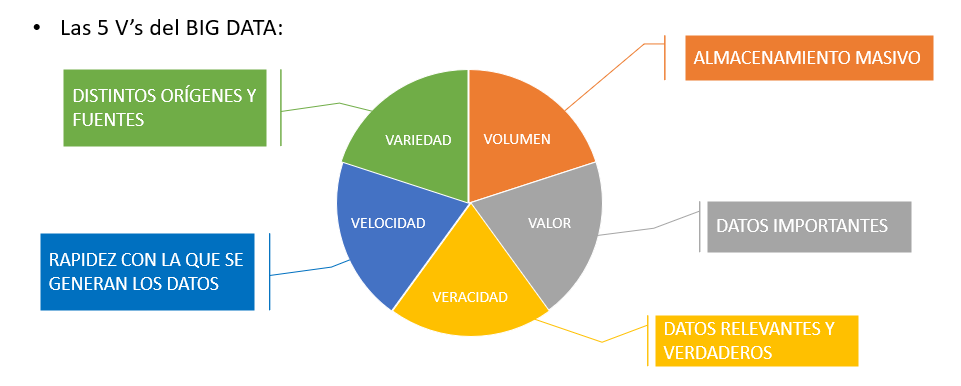 • Las 5 V’s del BIG DATA:
ALMACENAMIENTO MASIVO
DISTINTOS ORÍGENES Y
FUENTES
VARIEDAD
VOLUMEN
VELOCIDAD
VALOR
DATOS IMPORTANTES
RAPIDEZ CON LA QUE SE
GENERAN LOS DATOS
VERACIDAD
DATOS RELEVANTES Y
VERDADEROS